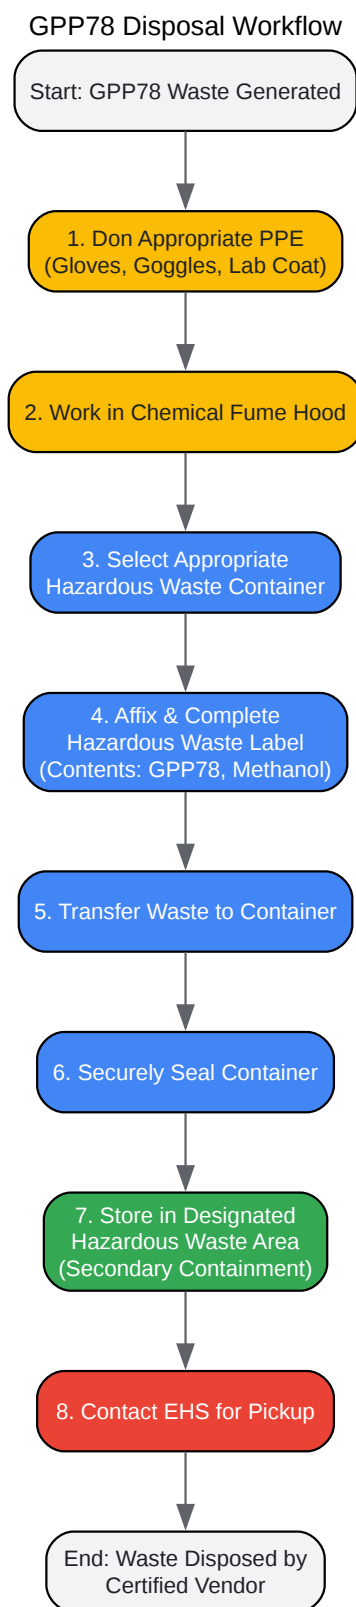 GPP78 Disposal Workflow
Start: GPP78 Waste Generated
1. Don Appropriate PPE
(Gloves, Goggles, Lab Coat)
2. Work in Chemical Fume Hood
3. Select Appropriate
Hazardous Waste Container
4. Affix & Complete
Hazardous Waste Label
(Contents: GPP78, Methanol)
5. Transfer Waste to Container
6. Securely Seal Container
7. Store in Designated
Hazardous Waste Area
(Secondary Containment)
8. Contact EHS for Pickup
End: Waste Disposed by
Certified Vendor